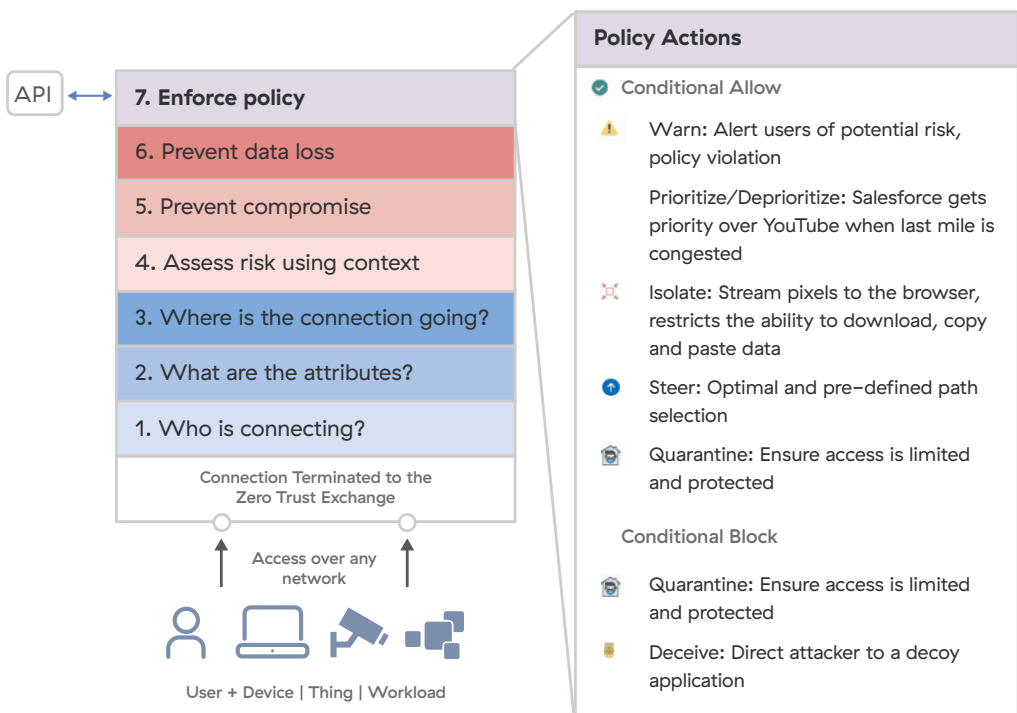 API
7. Enforce policy
6. Prevent data loss
5. Prevent compromise
4. Assess risk using context
3. Where is the connection going?
2. What are the attributes?
1. Who is connecting?
Connection Terminated to the
Zero Trust Exchange
Access over any
network
User + Device | Thing | Workload
Policy Actions
Conditional Allow
Warn: Alert users of potential risk,
policy violation
Prioritize/Deprioritize: Salesforce gets
priority over YouTube when last mile is
congested
Isolate: Stream pixels to the browser,
restricts the ability to download, copy
and paste data
Steer: Optimal and pre-defined path
selection
Quarantine: Ensure access is limited
and protected
Conditional Block
Quarantine: Ensure access is limited
and protected
Deceive: Direct attacker to a decoy
application